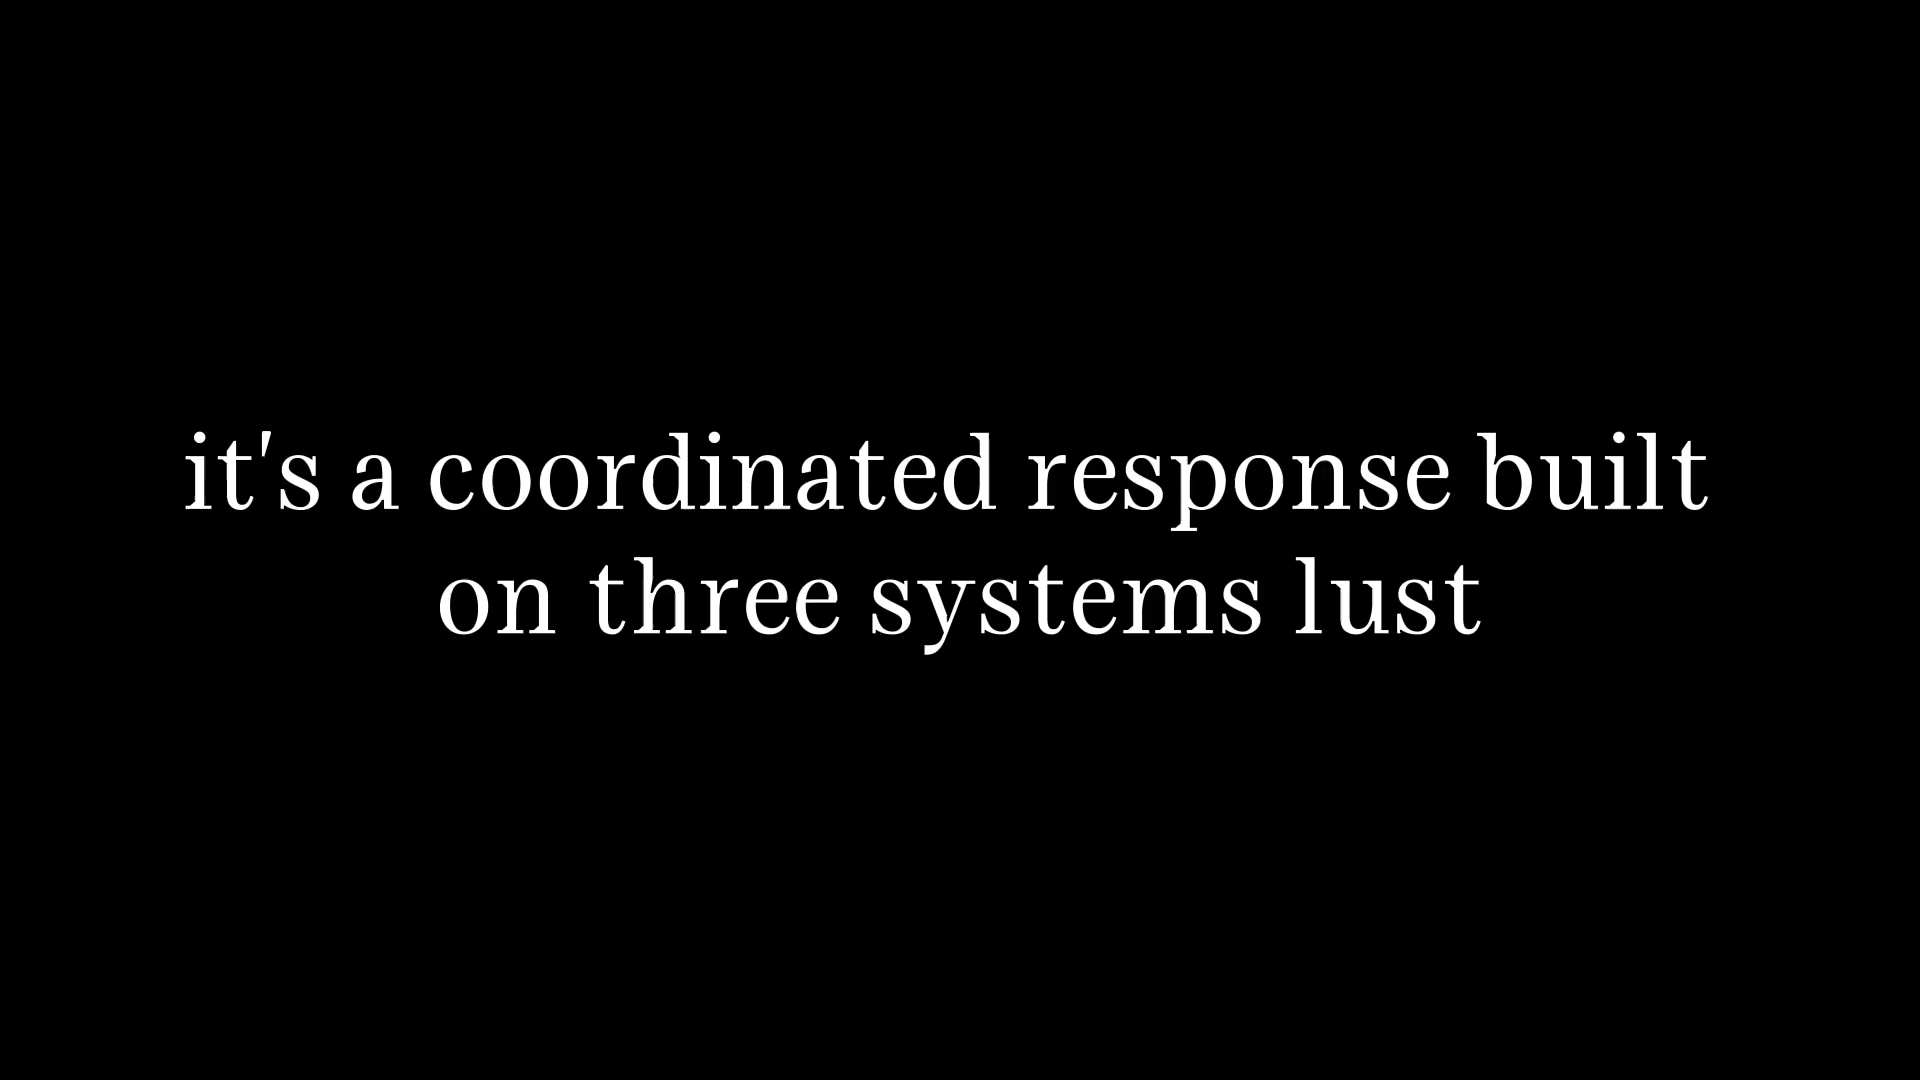 it's a coordinated response built
on three systems lust